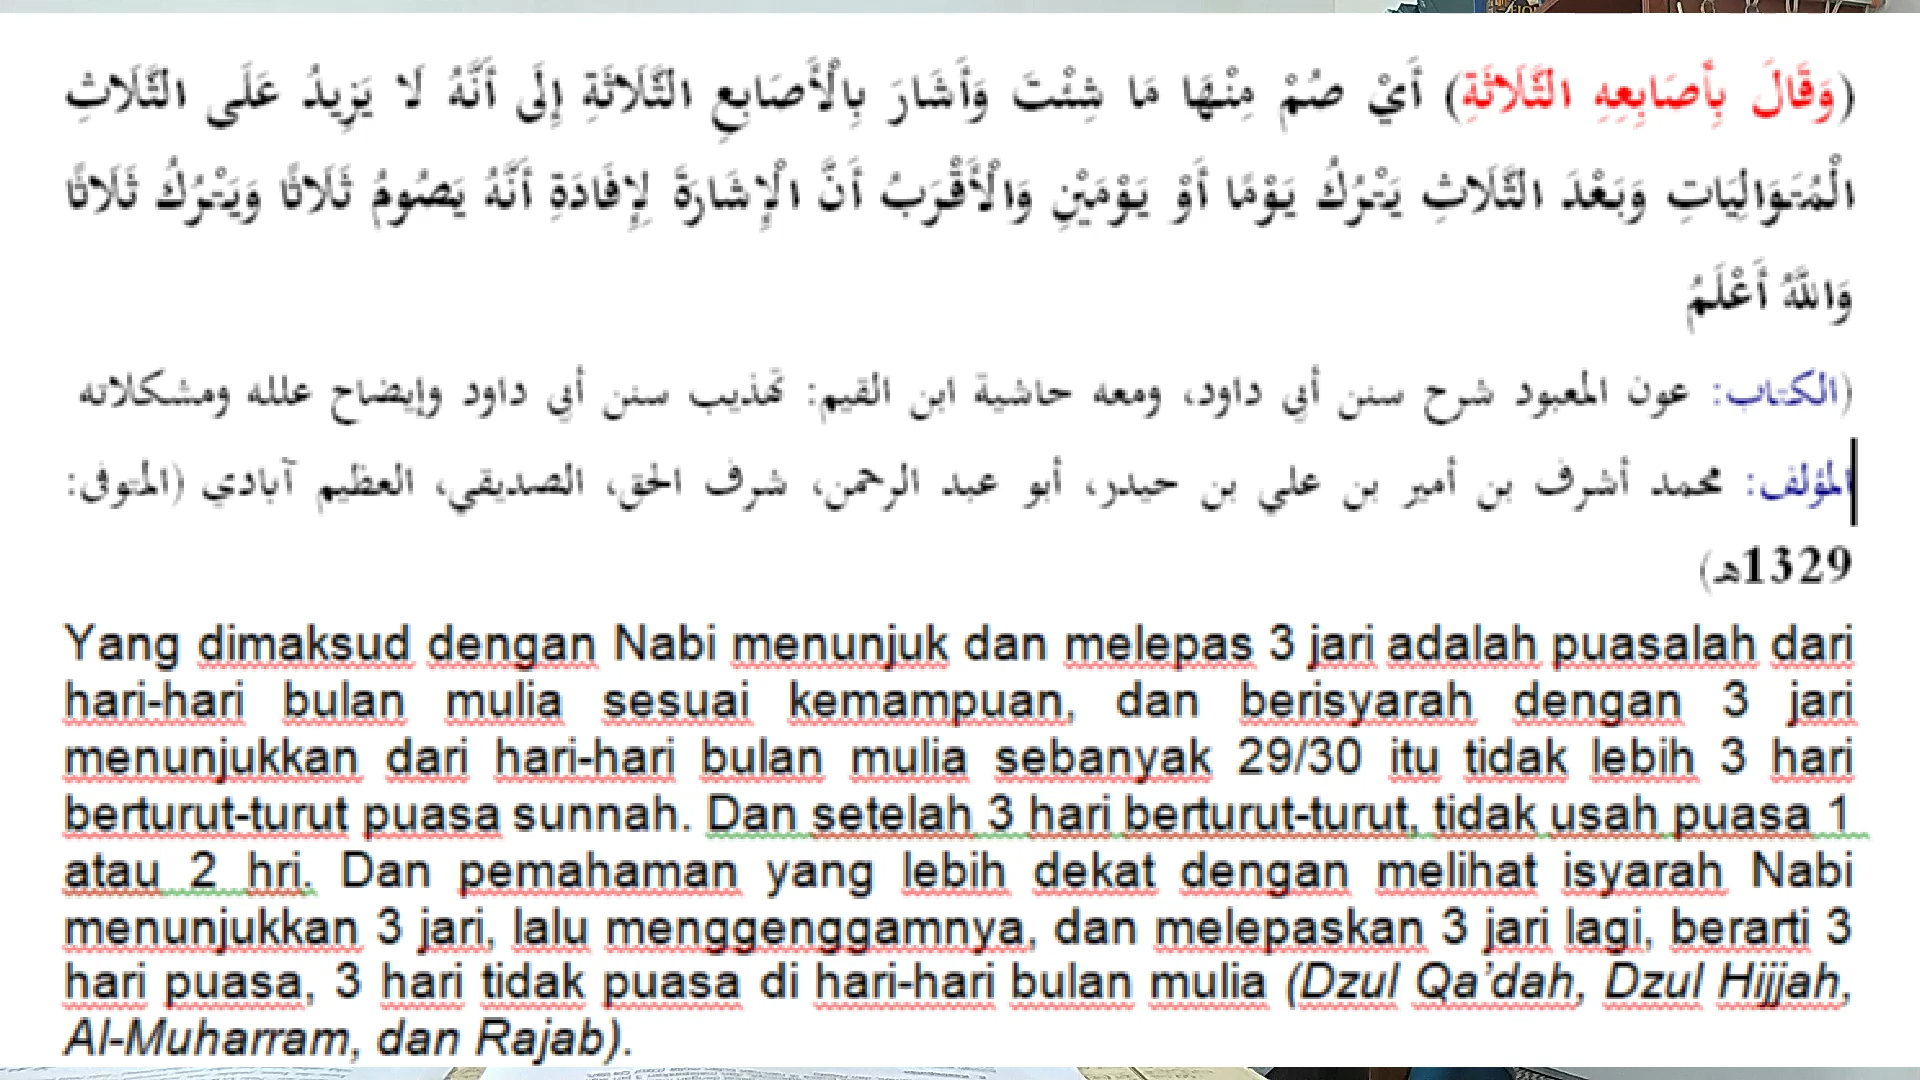 (وَقَالَ بِأَصَابِعِهِ الثَّلَاثَةِ) أَيْ صُمْ مِنْهَا مَا شِئْتَ وَأَشَارَ بِالْأَصَابِعِ الثَّلَاثَةِ إِلَى أَنَّهُ لَا يَزِيدُ عَلَى الثَّلَاثِ
الْمُتَوَالِيَاتِ وَبَعْدَ الثَّلَاثِ يَتْرُكُ يَوْمًا أَوْ يَوْمَيْنِ وَالْأَقْرَبُ أَنَّ الْإِشَارَةَ لِإِفَادَةِ أَنَّهُ يَصُومُ ثَلَاثًا وَيَتْرُكُ ثَلَاثًا
وَاللَّهُ أَعْلَمُ
(الكتاب: عون المعبود شرح سنن أبي داود، ومعه حاشية ابن القيم: تهذيب سنن أبي داود وإيضاح علله ومشكلاته
المؤلف: محمد أشرف بن أمير بن علي بن حيدر، أبو عبد الرحمن، شرف الحق، الصديقي، العظيم آبادي (المتوفى:
1329هـ)
Yang dimaksud dengan Nabi menunjuk dan melepas 3 jari adalah puasalah dari
hari-hari bulan mulia sesuai kemampuan, dan berisyarah dengan 3 jari
menunjukkan dari hari-hari bulan mulia sebanyak 29/30 itu tidak lebih 3 hari
berturut-turut puasa sunnah. Dan setelah 3 hari berturut-turut, tidak usah puasa 1
atau 2 hri. Dan pemahaman yang lebih dekat dengan melihat isyarah Nabi
menunjukkan 3 jari, lalu menggenggamnya, dan melepaskan 3 jari lagi, berarti 3
hari puasa, 3 hari tidak puasa di hari-hari bulan mulia (Dzul Qa'dah, Dzul Hijjah,
Al-Muharram, dan Rajab).